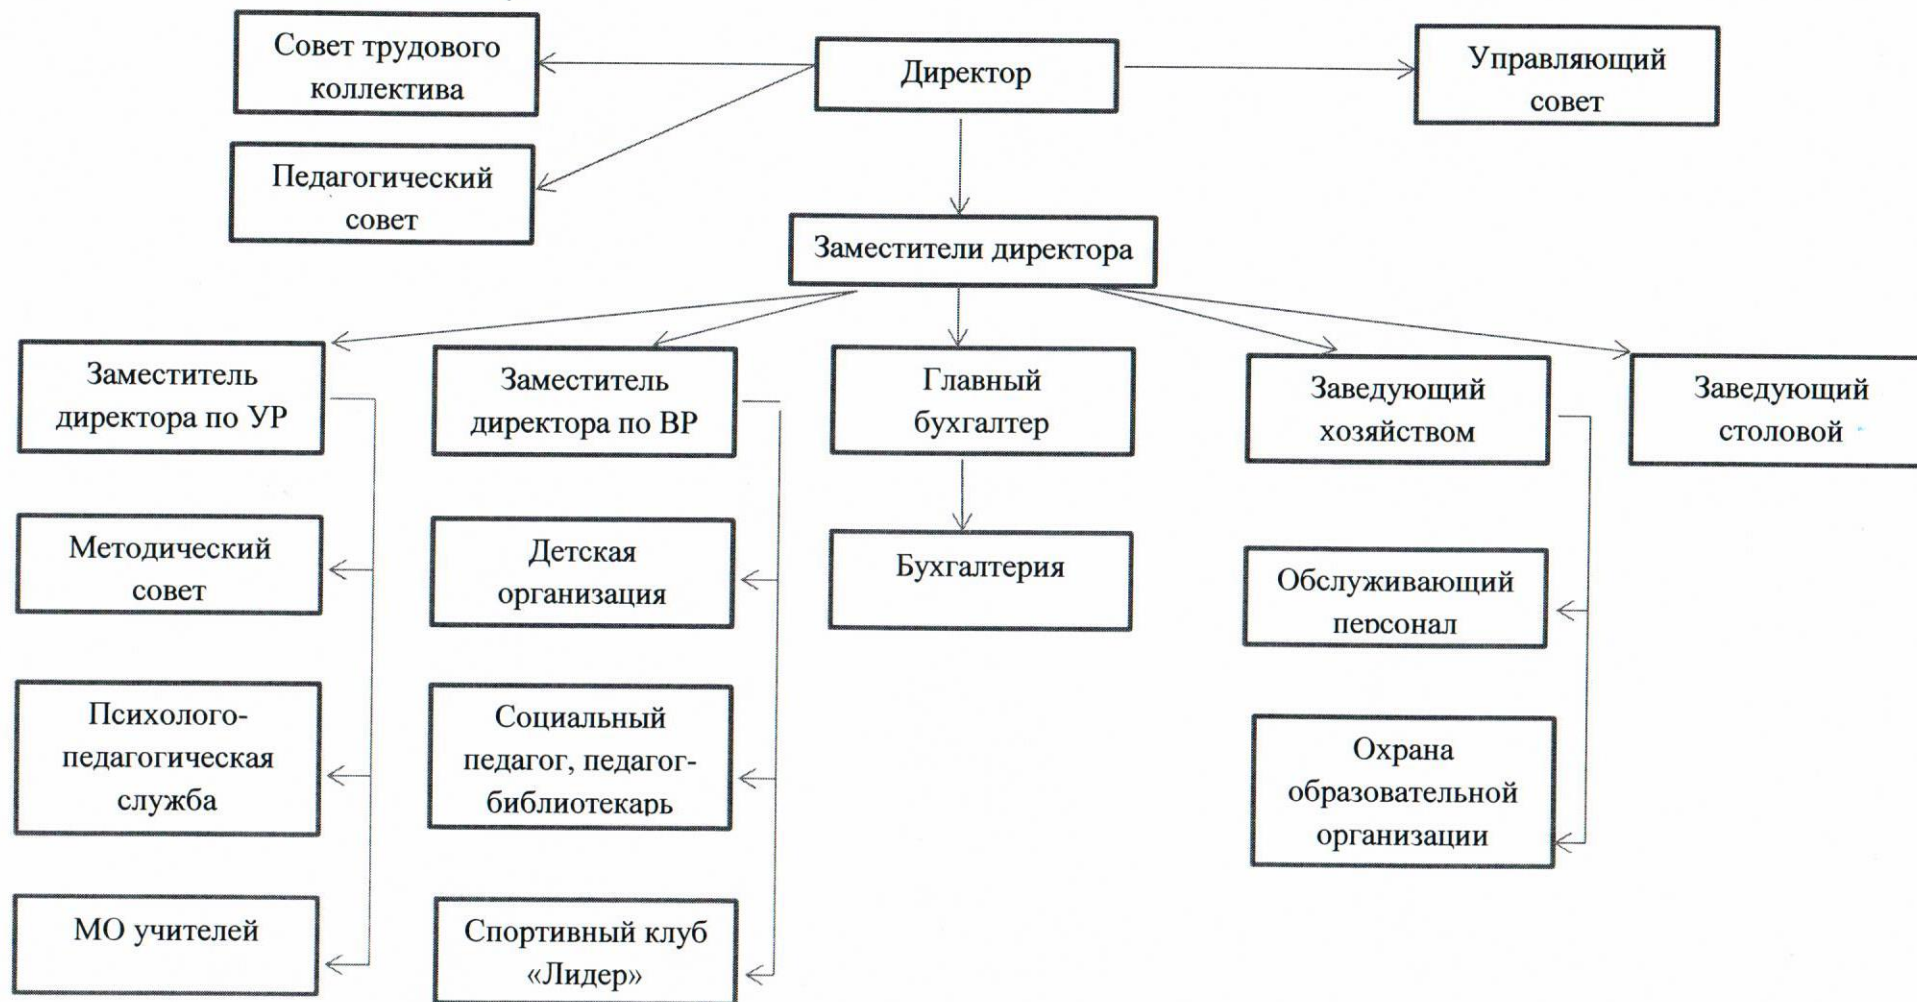 Совет трудового
коллектива
Директор
Управляющий
совет
Педагогический
совет
Заместители директора
Заместитель
директора по УР
Заместитель
директора по ВР
Главный
бухгалтер
Заведующий
хозяйством
Заведующий
столовой
Методический
совет
Детская
организация
Бухгалтерия
Обслуживающий
персонал
Психолого-
педагогическая
служба
Социальный
педагог, педагог-
библиотекарь
Охрана
образовательной
организации
МО учителей
Спортивный клуб
«Лидер»